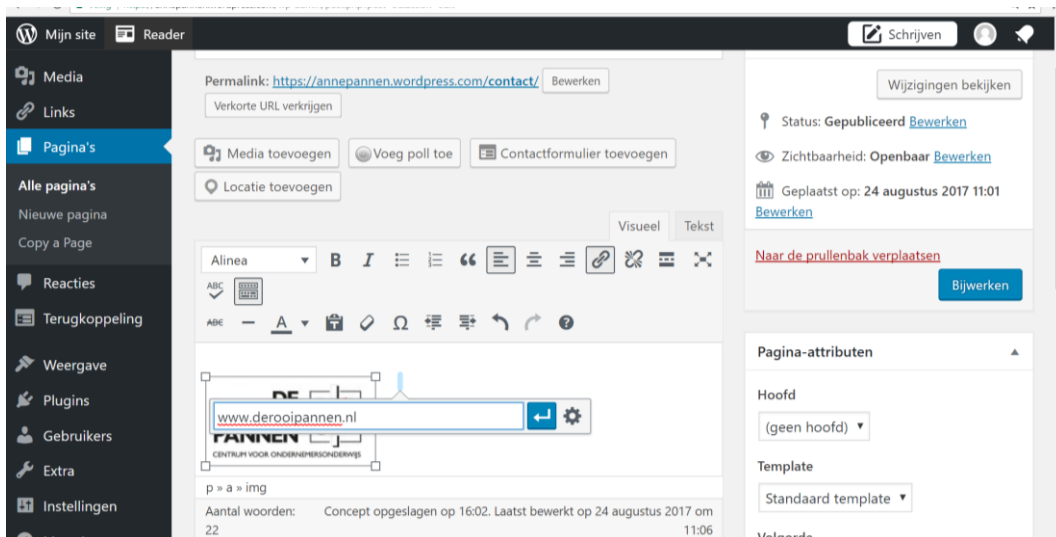 Mijn site
Reader
Schrijven
Media
Links
Pagina's
Alle pagina's
Nieuwe pagina
Copy a Page
Reacties
Terugkoppeling
Weergave
Plugins
Gebruikers
Extra
Instellingen
Permalink: https://annepannen.wordpress.com/contact/ Bewerken
Verkorte URL verkrijgen
Media toevoegen
Voeg poll toe
Contactformulier toevoegen
Locatie toevoegen
Visueel
Tekst
Alinea
B
I
ABC
ABC
A
Ω
DE
www.derooipannen.nl
PANNEN
CENTRUM VOOR ONDERNEMERSONDERWIJS
p » a » img
Aantal woorden: 22
Concept opgeslagen op 16:02. Laatst bewerkt op 24 augustus 2017 om
11:06
Wijzigingen bekijken
Status: Gepubliceerd Bewerken
Zichtbaarheid: Openbaar Bewerken
Geplaatst op: 24 augustus 2017 11:01
Bewerken
Naar de prullenbak verplaatsen
Bijwerken
Pagina-attributen
Hoofd
(geen hoofd)
Template
Standaard template
Volgorde